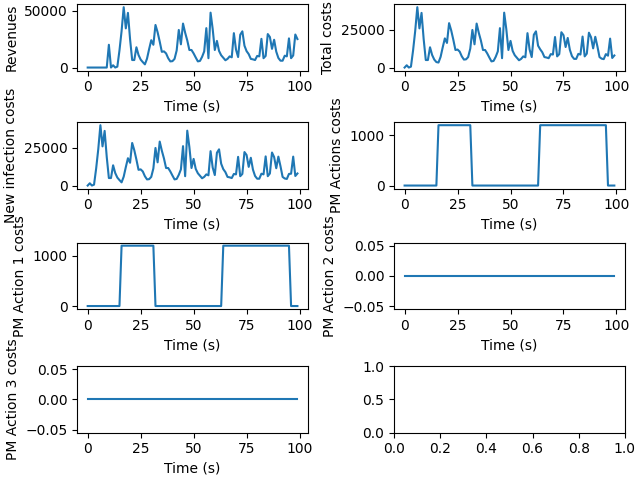 Revenues
50000
0
0 25 50 75 100
Time (s)
Total costs
25000
0
0 25 50 75 100
Time (s)
New infection costs
25000
0
0 25 50 75 100
Time (s)
PM Actions costs
1000
0
0 25 50 75 100
Time (s)
PM Action 1 costs
1000
0
0 25 50 75 100
Time (s)
PM Action 2 costs
0.05
0.00
−0.05
0 25 50 75 100
Time (s)
PM Action 3 costs
0.05
0.00
−0.05
0 25 50 75 100
Time (s)
1.0
0.5
0.0
0.0 0.2 0.4 0.6 0.8 1.0